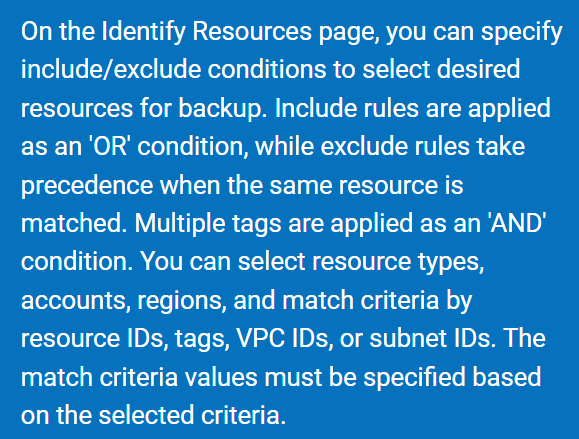 On the Identify Resources page, you can specify
include/exclude conditions to select desired
resources for backup. Include rules are applied
as an 'OR' condition, while exclude rules take
precedence when the same resource is
matched. Multiple tags are applied as an 'AND'
condition. You can select resource types,
accounts, regions, and match criteria by
resource IDs, tags, VPC IDs, or subnet IDs. The
match criteria values must be specified based
on the selected criteria.